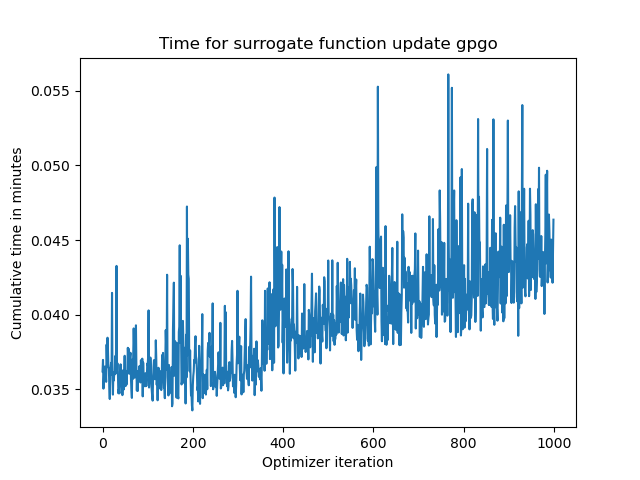 Time for surrogate function update gpgo
0.055
0.050
0.045
0.040
0.035
Cumulative time in minutes
0 200 400 600 800 1000
Optimizer iteration